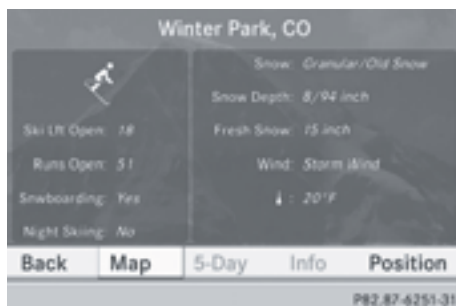 Winter Park, CO
Snow: Granular/Old Snow
Snow Depth: 8/94 inch
Ski Lft Open: 18
Fresh Snow: 15 inch
Runs Open: 51
Wind: Storm Wind
Snwboarding: Yes
: 20°F
Night Skiing: No
Back Map 5-Day Info Position
P82.87-6251-31